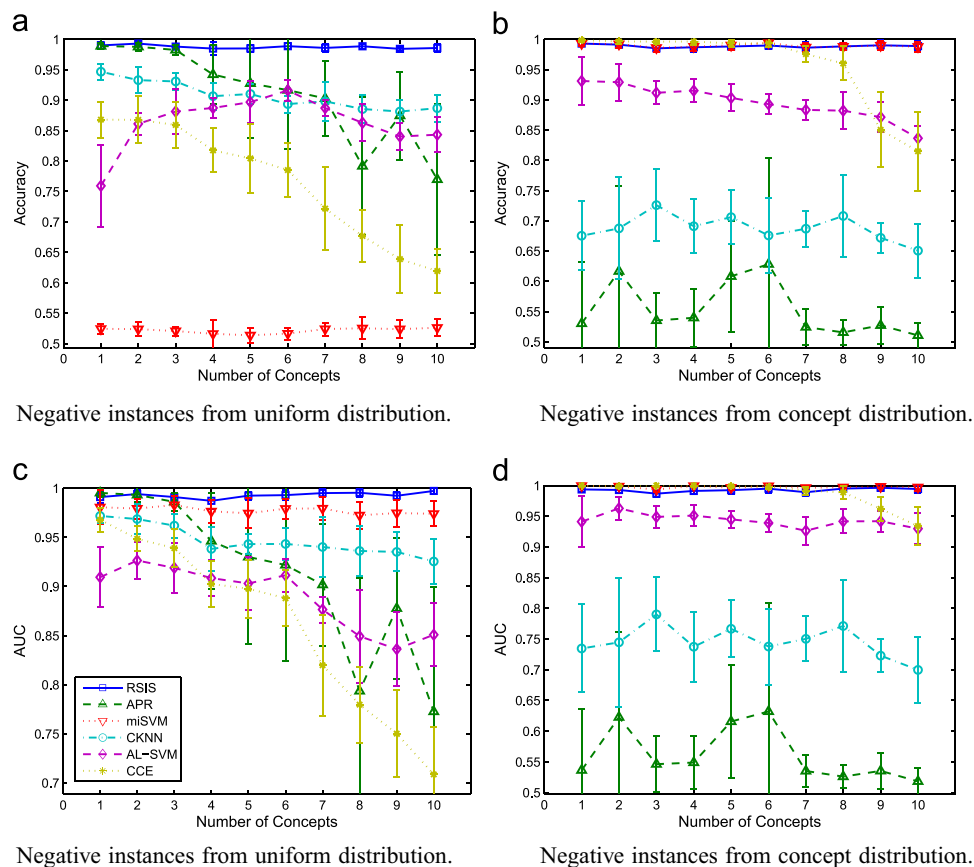 a
1
0.95
0.9
0.85
0.8
0.75
0.7
0.65
0.6
0.55
0.5
Accuracy
0 1 2 3 4 5 6 7 8 9 10
Number of Concepts
Negative instances from uniform distribution.
b
1
0.95
0.9
0.85
0.8
0.75
0.7
0.65
0.6
0.55
0.5
Accuracy
0 1 2 3 4 5 6 7 8 9 10
Number of Concepts
Negative instances from concept distribution.
c
1
0.95
0.9
0.85
0.8
0.75
0.7
AUC
RSIS
APR
miSVM
CKNN
AL-SVM
CCE
0 1 2 3 4 5 6 7 8 9 10
Number of Concepts
Negative instances from uniform distribution.
d
1
0.95
0.9
0.85
0.8
0.75
0.7
0.65
0.6
0.55
0.5
AUC
0 1 2 3 4 5 6 7 8 9 10
Number of Concepts
Negative instances from concept distribution.